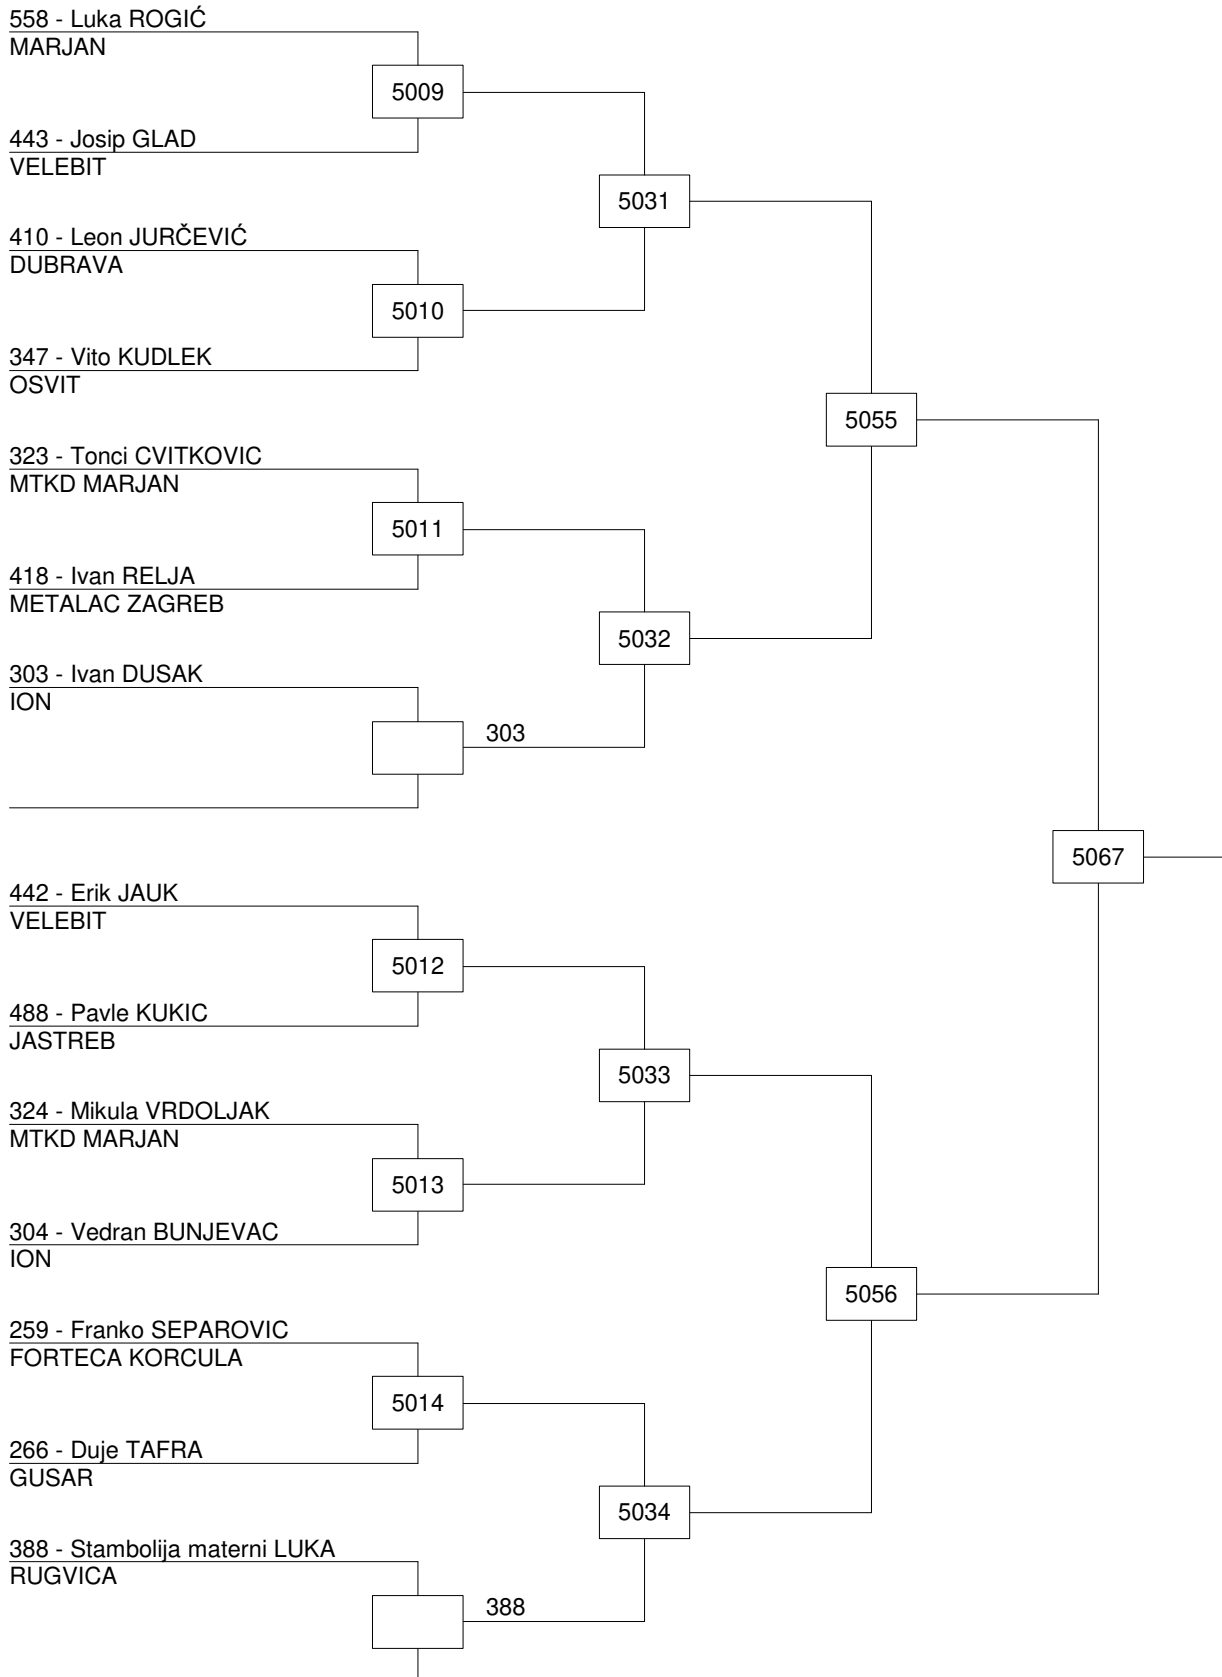 558 - Luka ROGIĆ
MARJAN
5009
443 - Josip GLAD
VELEBIT
5031
410 - Leon JURČEVIĆ
DUBRAVA
5010
347 - Vito KUDLEK
OSVIT
5055
323 - Tonci CVITKOVIC
MTKD MARJAN
5011
418 - Ivan RELJA
METALAC ZAGREB
5032
303 - Ivan DUSAK
ION
303
5067
442 - Erik JAUK
VELEBIT
5012
488 - Pavle KUKIC
JASTREB
5033
324 - Mikula VRDOLJAK
MTKD MARJAN
5013
304 - Vedran BUNJEVAC
ION
5056
259 - Franko SEPAROVIC
FORTECA KORCULA
5014
266 - Duje TAFRA
GUSAR
5034
388 - Stambolija materni LUKA
RUGVICA
388